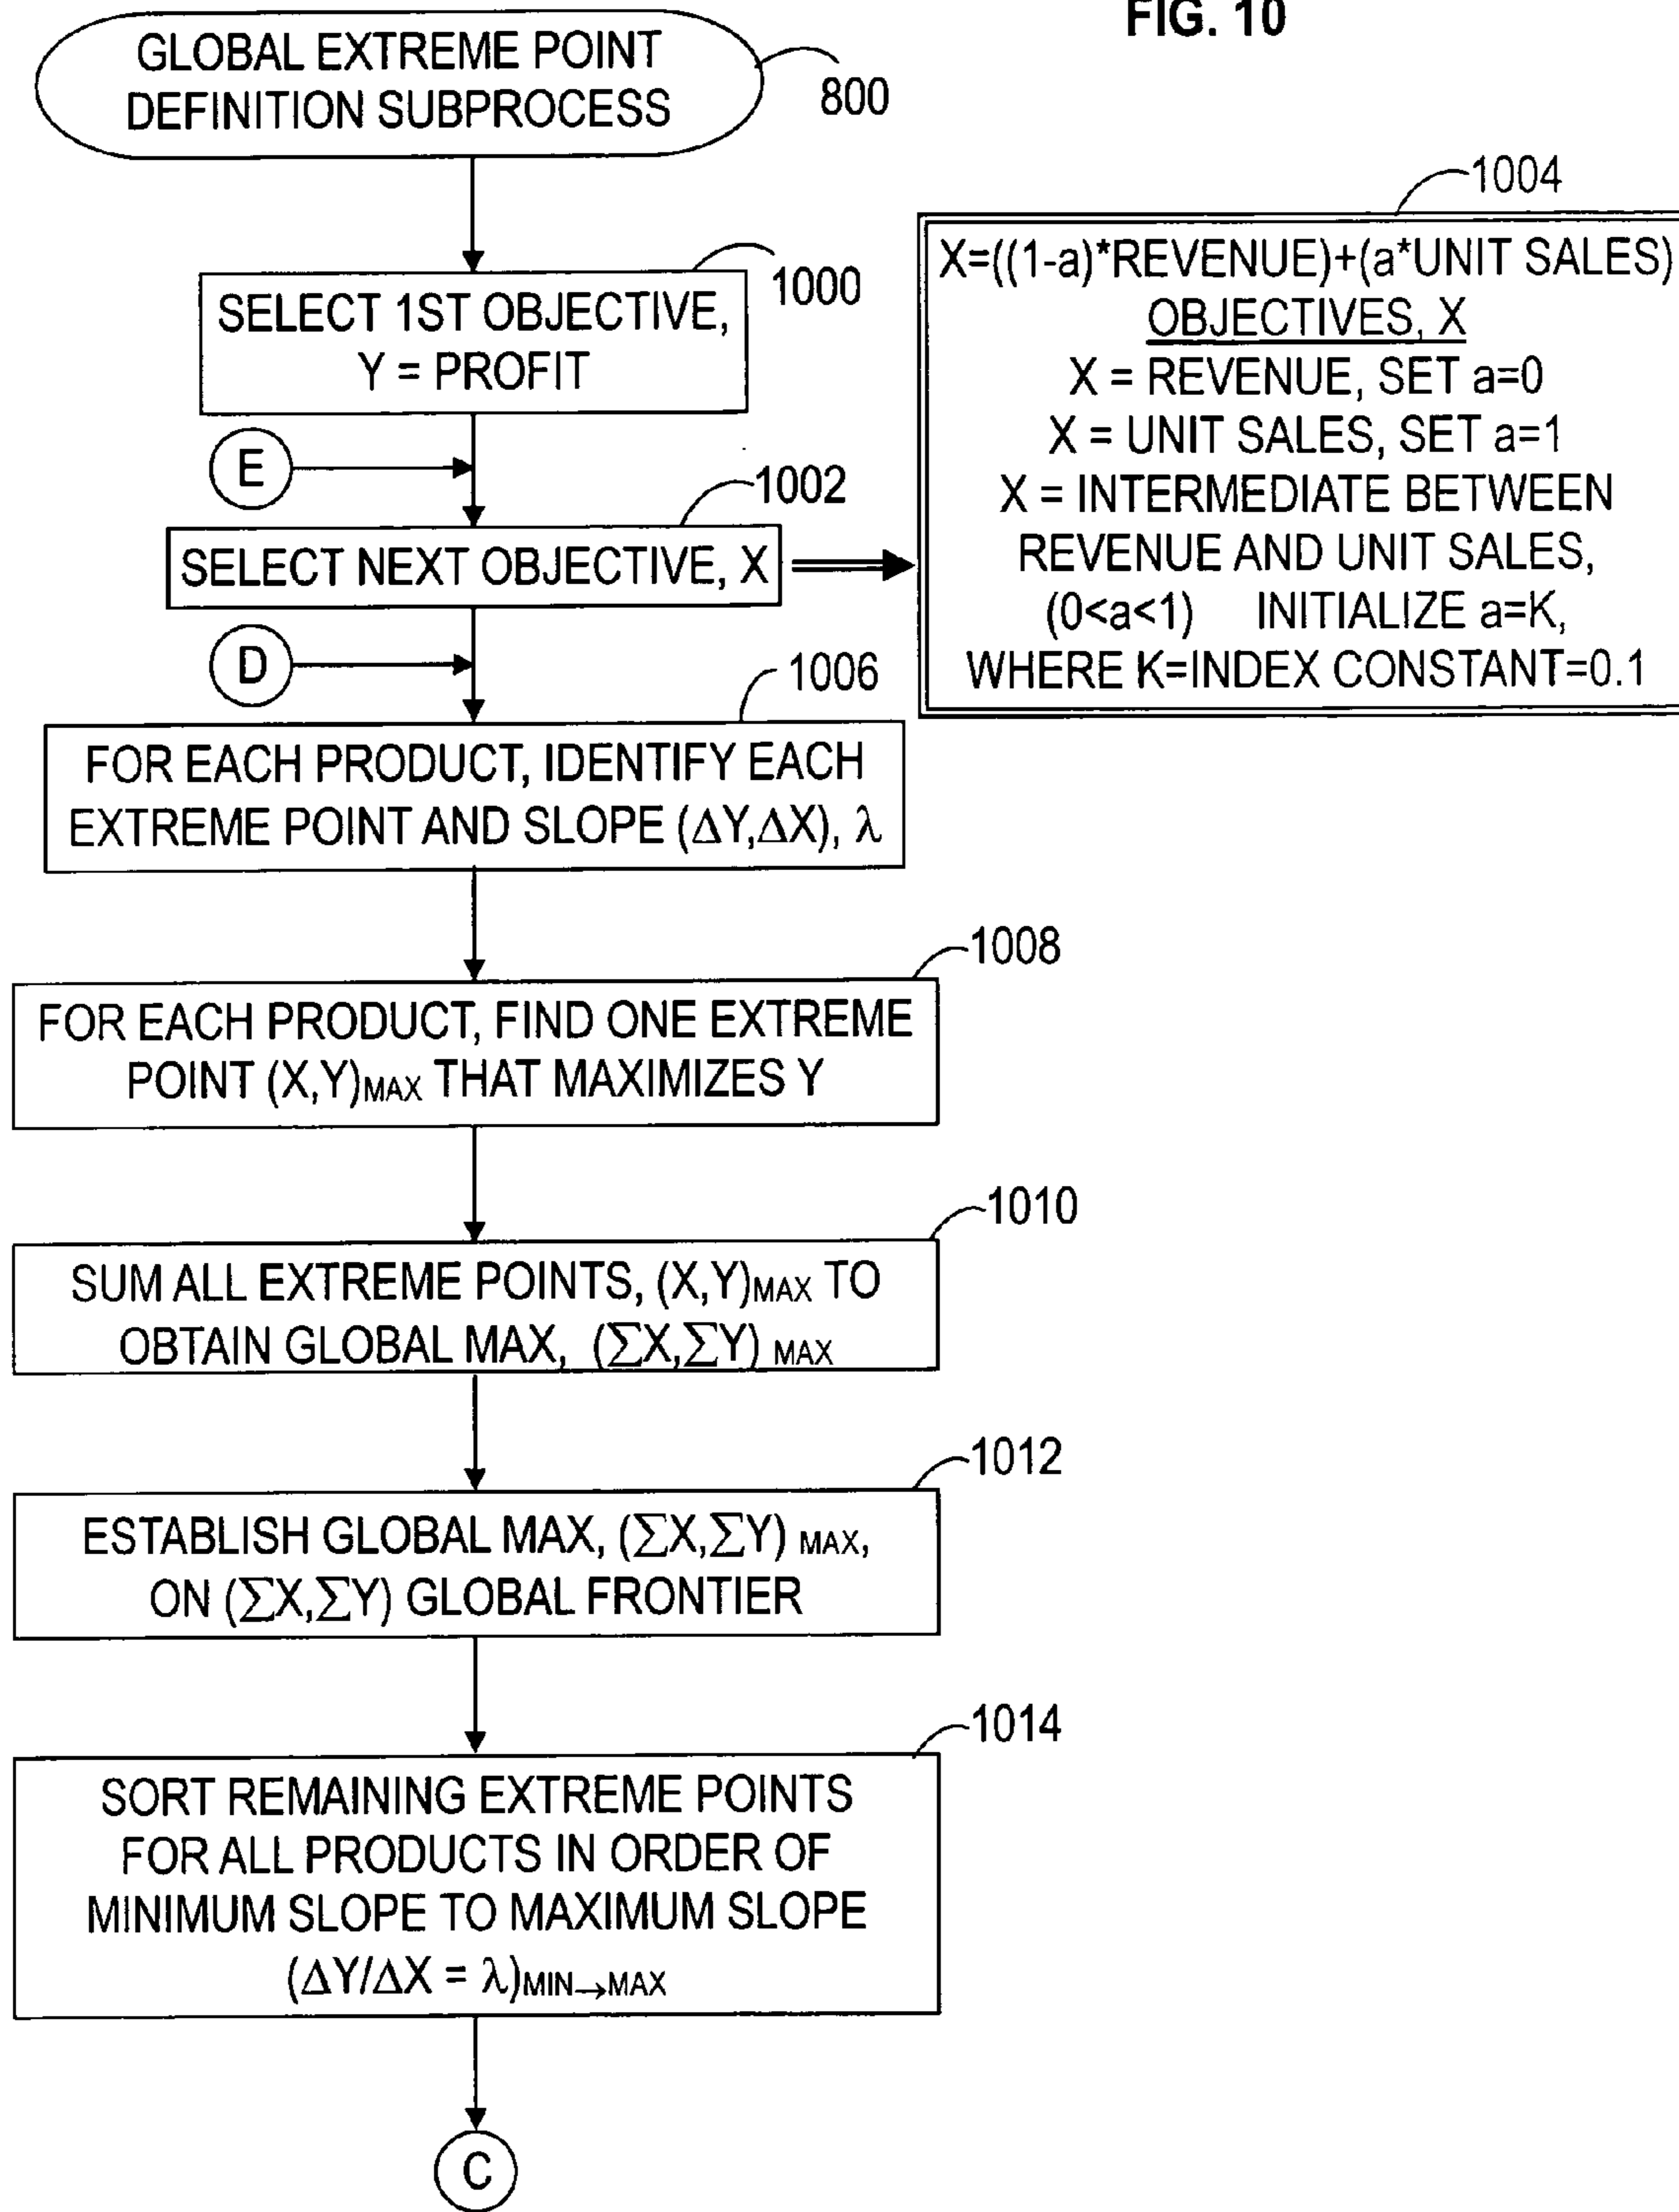 FIG. 10
GLOBAL EXTREME POINT
DEFINITION SUBPROCESS
800
1000
SELECT 1ST OBJECTIVE,
Y = PROFIT
E
1002
SELECT NEXT OBJECTIVE, X
1004
X=((1-a)*REVENUE)+(a*UNIT SALES)
OBJECTIVES, X
X = REVENUE, SET a=0
X = UNIT SALES, SET a=1
X = INTERMEDIATE BETWEEN
REVENUE AND UNIT SALES,
(0<a<1) INITIALIZE a=K,
WHERE K=INDEX CONSTANT=0.1
D
1006
FOR EACH PRODUCT, IDENTIFY EACH
EXTREME POINT AND SLOPE (ΔY,ΔX), λ
1008
FOR EACH PRODUCT, FIND ONE EXTREME
POINT (X,Y)MAX THAT MAXIMIZES Y
1010
SUM ALL EXTREME POINTS, (X,Y)MAX TO
OBTAIN GLOBAL MAX, (ΣX,ΣY) MAX
1012
ESTABLISH GLOBAL MAX, (ΣX,ΣY) MAX,
ON (ΣX,ΣY) GLOBAL FRONTIER
1014
SORT REMAINING EXTREME POINTS
FOR ALL PRODUCTS IN ORDER OF
MINIMUM SLOPE TO MAXIMUM SLOPE
(ΔY/ΔX = λ)MIN→MAX
C